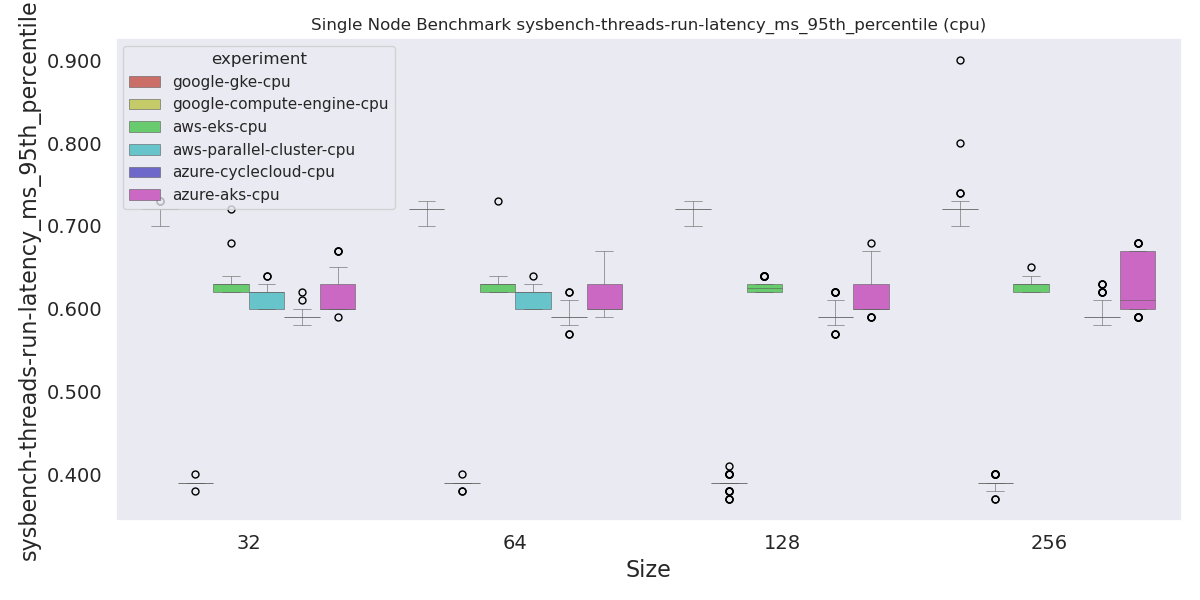 Single Node Benchmark sysbench-threads-run-latency_ms_95th_percentile (cpu)
sysbench-threads-run-latency_ms_95th_percentile
0.900
0.800
0.700
0.600
0.500
0.400
experiment
google-gke-cpu
google-compute-engine-cpu
aws-eks-cpu
aws-parallel-cluster-cpu
azure-cyclecloud-cpu
azure-aks-cpu
32
64
128
256
Size